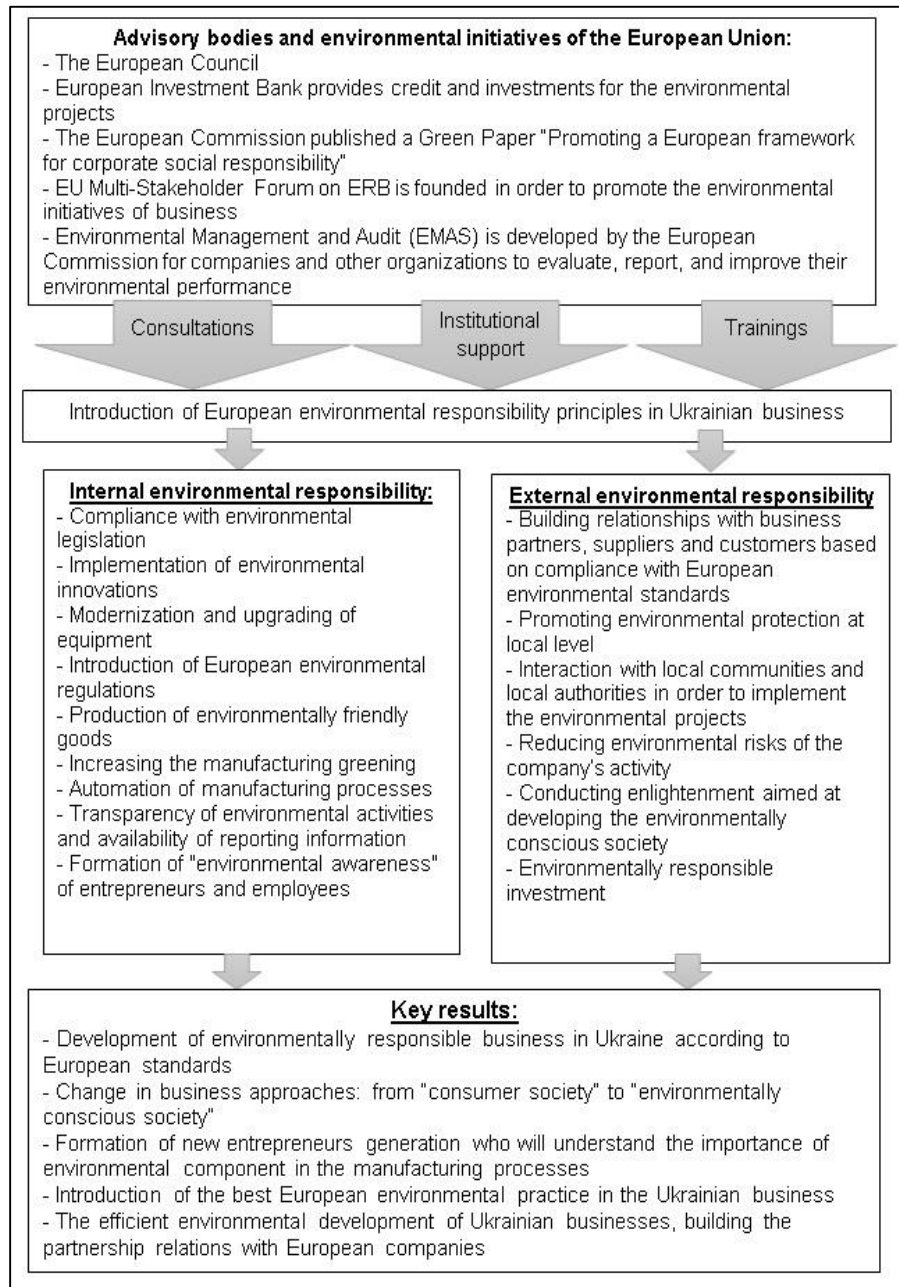 Advisory bodies and environmental initiatives of the European Union:
- The European Council
- European Investment Bank provides credit and investments for the environmental
projects
- The European Commission published a Green Paper "Promoting a European framework
for corporate social responsibility"
- EU Multi-Stakeholder Forum on ERB is founded in order to promote the environmental
initiatives of business
- Environmental Management and Audit (EMAS) is developed by the European
Commission for companies and other organizations to evaluate, report, and improve their
environmental performance
Consultations
Institutional
support
Trainings
Introduction of European environmental responsibility principles in Ukrainian business
Internal environmental responsibility:
- Compliance with environmental
legislation
- Implementation of environmental
innovations
- Modernization and upgrading of
equipment
- Introduction of European environmental
regulations
- Production of environmentally friendly
goods
- Increasing the manufacturing greening
- Automation of manufacturing processes
- Transparency of environmental activities
and availability of reporting information
- Formation of "environmental awareness"
of entrepreneurs and employees
External environmental responsibility
- Building relationships with business
partners, suppliers and customers based
on compliance with European
environmental standards
- Promoting environmental protection at
local level
- Interaction with local communities and
local authorities in order to implement
the environmental projects
- Reducing environmental risks of the
company's activity
- Conducting enlightenment aimed at
developing the environmentally
conscious society
- Environmentally responsible
investment
Key results:
- Development of environmentally responsible business in Ukraine according to
European standards
- Change in business approaches: from "consumer society" to "environmentally
conscious society"
- Formation of new entrepreneurs generation who will understand the importance of
environmental component in the manufacturing processes
- Introduction of the best European environmental practice in the Ukrainian business
- The efficient environmental development of Ukrainian businesses, building the
partnership relations with European companies